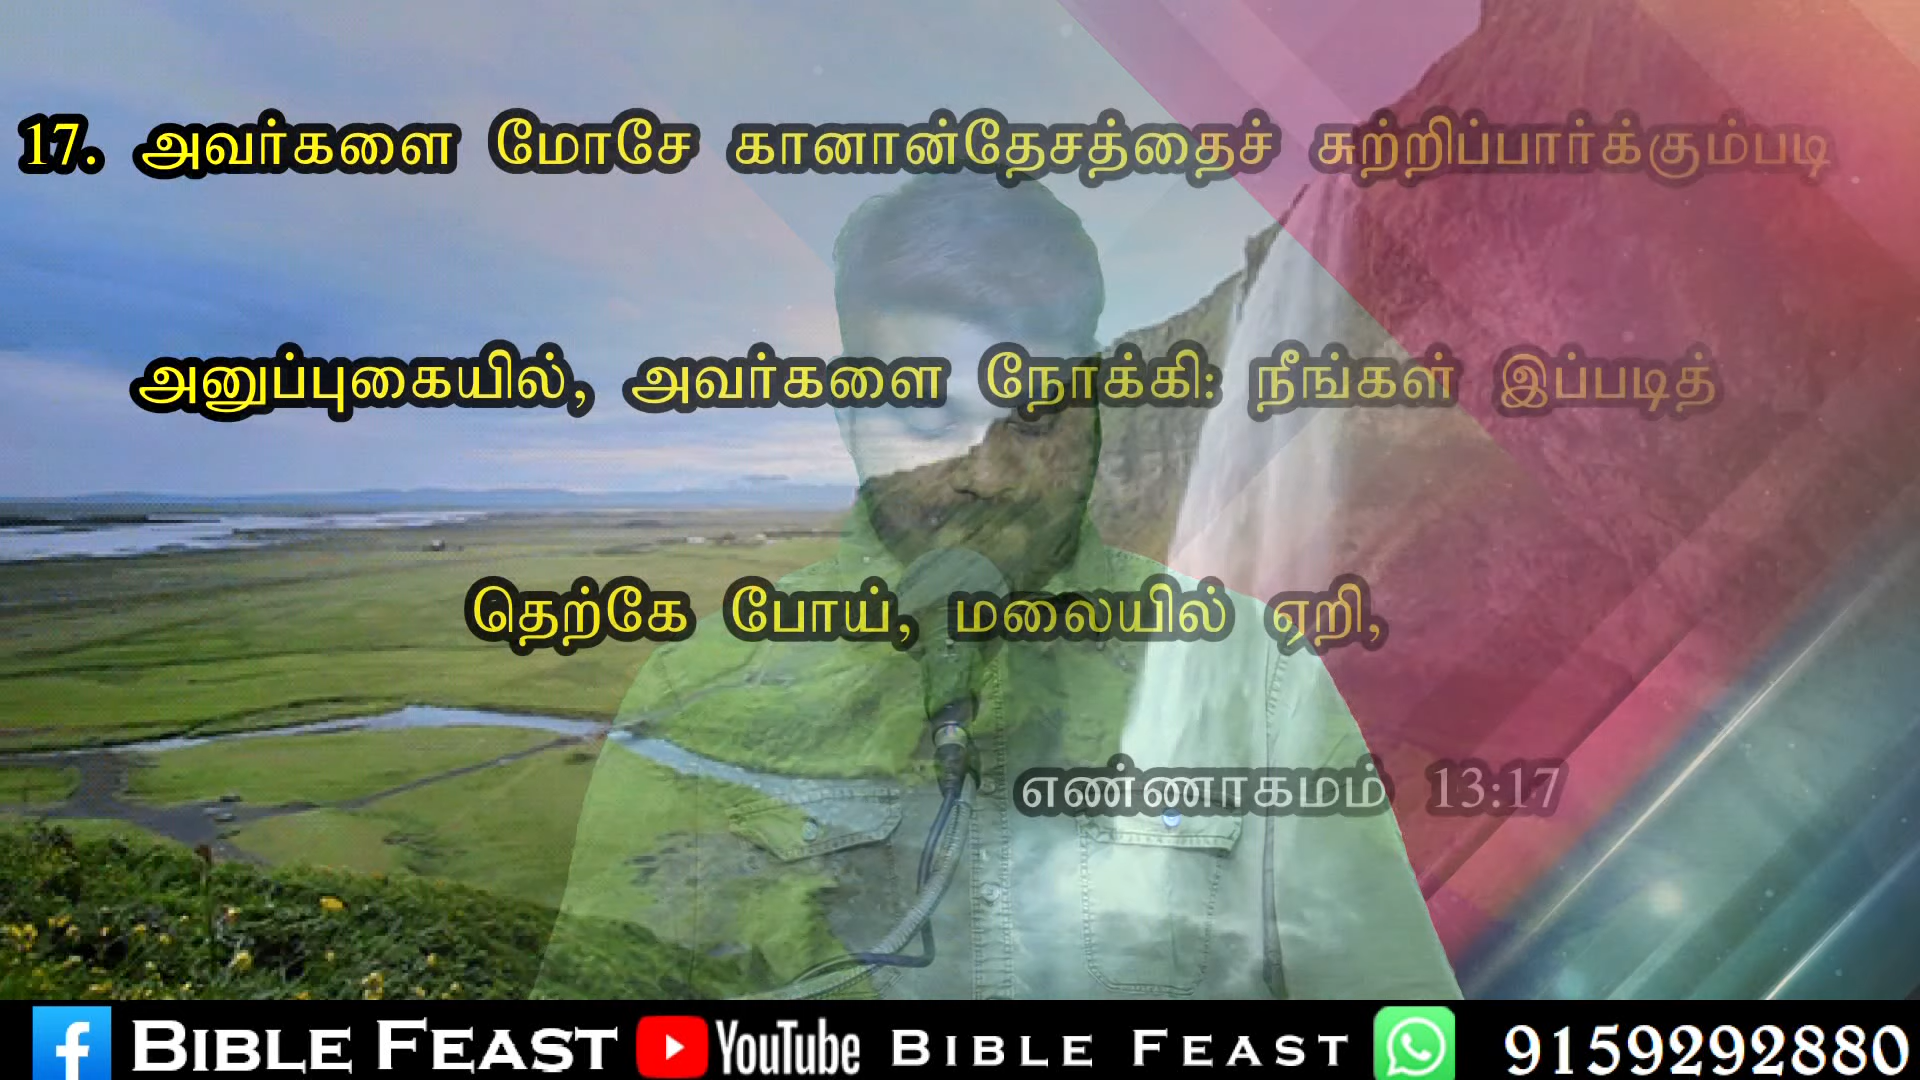 17. அவர்களை மோசே கானான்தேசத்தைச் சுற்றிப்பார்க்கும்படி
அனுப்புகையில், அவர்களை நோக்கி: நீங்கள் இப்படித்
தெற்கே போய், மலையில் ஏறி,
எண்ணாகமம் 13:17
BIBLE FEAST YouTube BIBLE FEAST 9159292880